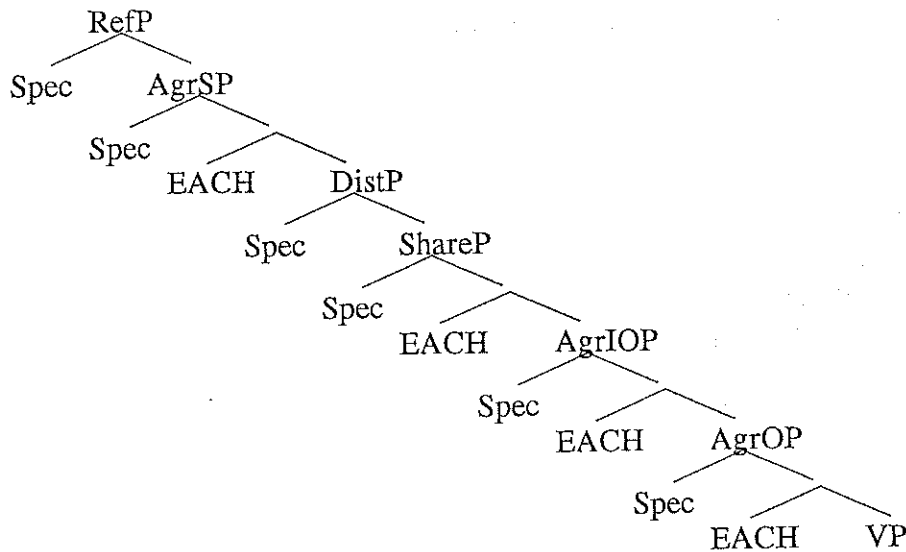 RefP
Spec AgrSP
Spec
EACH DistP
Spec ShareP
Spec
EACH AgrIOP
Spec
EACH AgrOP
Spec
EACH VP